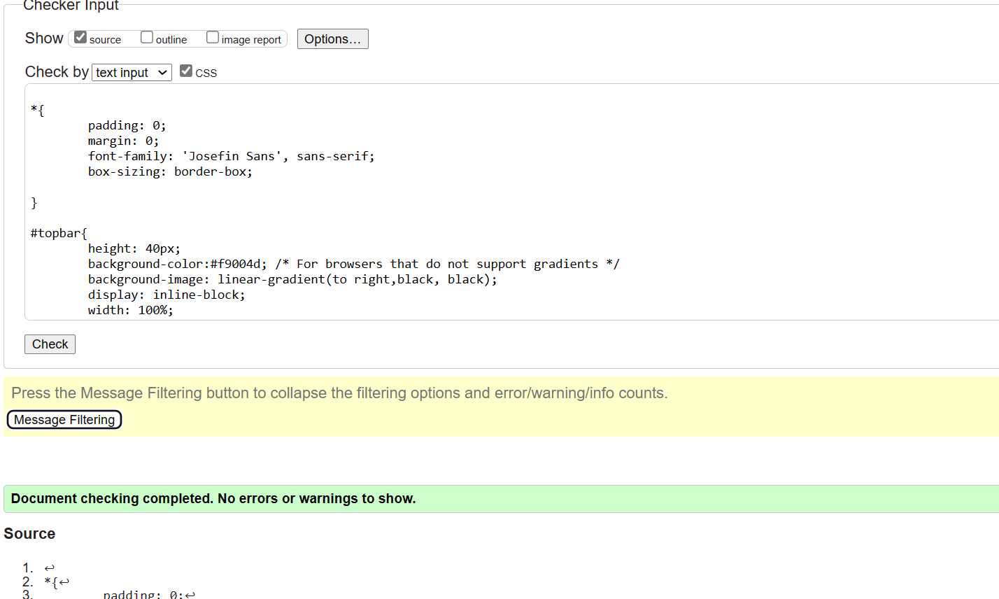 Checker Input
Show source outline image report Options...
Check by text input CSS
*{
padding: 0;
margin: 0;
font-family: 'Josefin Sans', sans-serif;
box-sizing: border-box;
}
#topbar{
height: 40px;
background-color:#f9004d; /* For browsers that do not support gradients */
background-image: linear-gradient(to right,black, black);
display: inline-block;
width: 100%;
Check
Press the Message Filtering button to collapse the filtering options and error/warning/info counts.
Message Filtering
Document checking completed. No errors or warnings to show.
Source
1. ↩
2. *{↩
3. padding: 0;↩